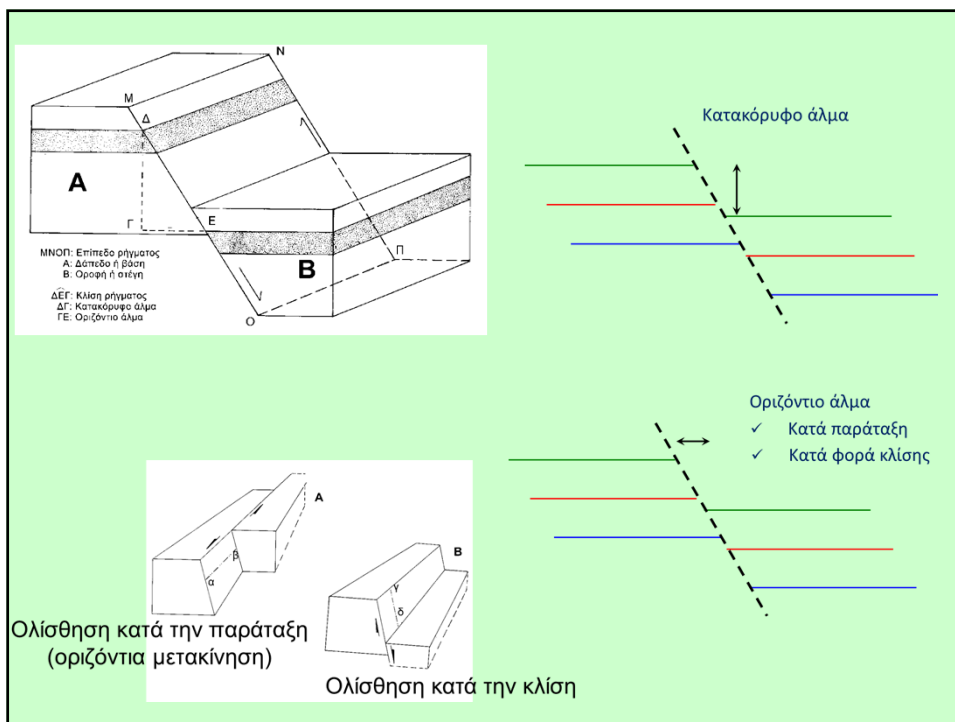 N
M
Δ
A
Γ
E
B
Π
O
ΜΝΟΠ: Επίπεδο ρήγματος
Α: Δάπεδο ή βάση
Β: Οροφή ή στέγη
ΔΕΓ: Κλίση ρήγματος
ΔΓ: Κατακόρυφο άλμα
ΓΕ: Οριζόντιο άλμα
Κατακόρυφο άλμα
Οριζόντιο άλμα
✓ Κατά παράταξη
✓ Κατά φορά κλίσης
A
α
β
B
γ
δ
Ολίσθηση κατά την παράταξη
(οριζόντια μετακίνηση)
Ολίσθηση κατά την κλίση